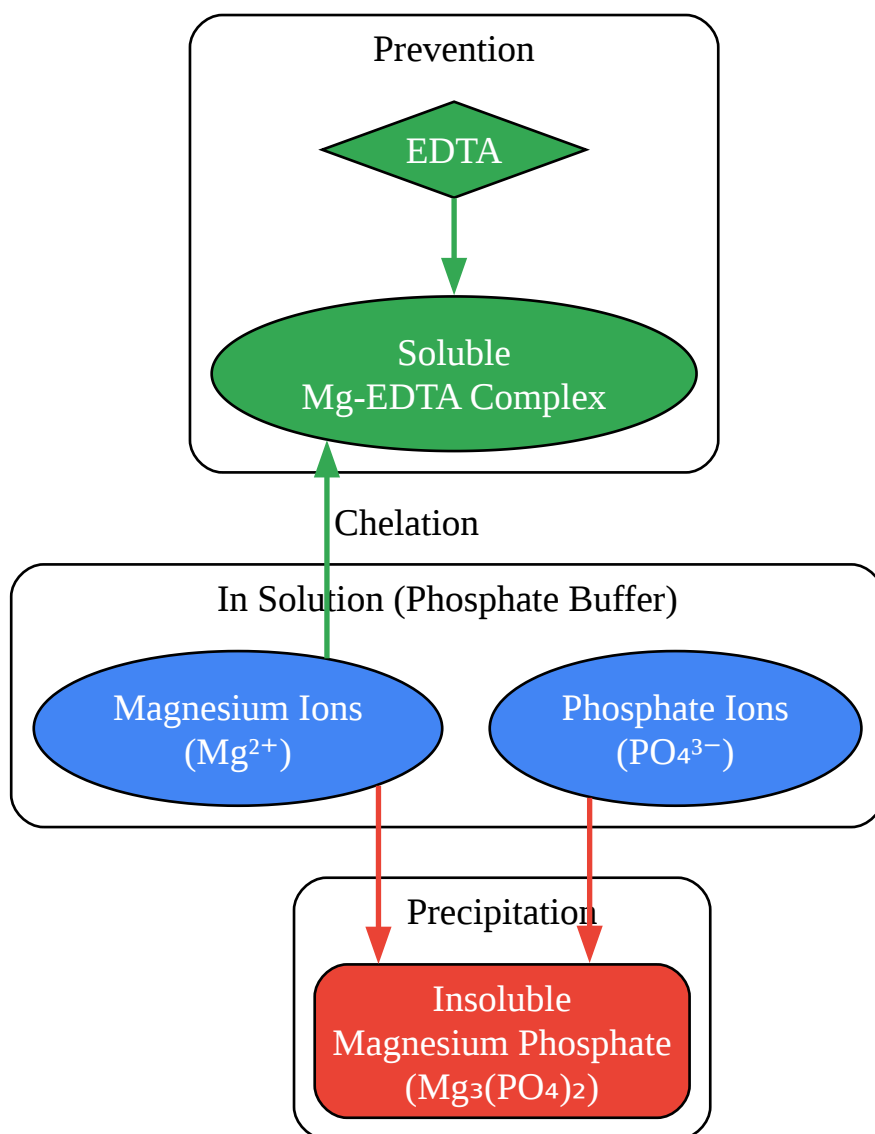 Prevention
EDTA
Soluble
Mg-EDTA Complex
Chelation
In Solution (Phosphate Buffer)
Magnesium Ions
(Mg²⁺)
Phosphate Ions
(PO₄³⁻)
Precipitation
Insoluble
Magnesium Phosphate
(Mg₃(PO₄)₂)